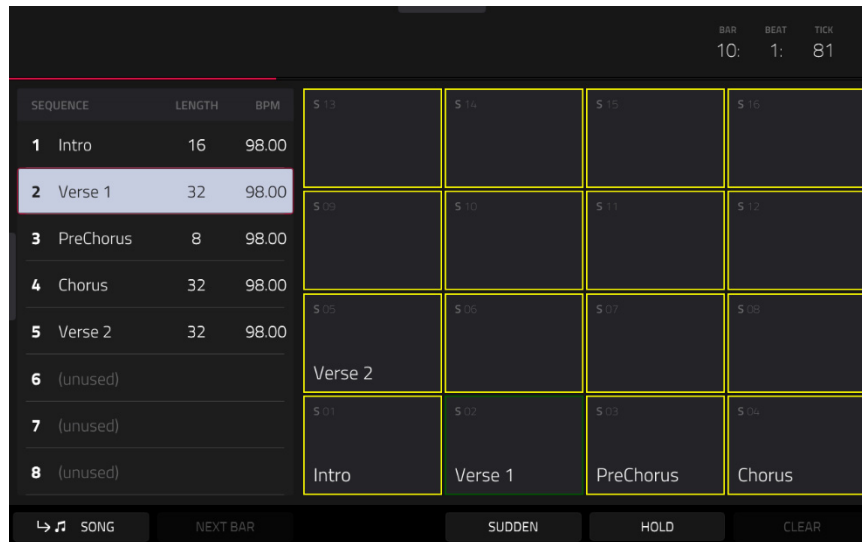 BAR BEAT TICK
10: 1: 81
SEQUENCE LENGTH BPM
1 Intro 16 98.00
2 Verse 1 32 98.00
3 PreChorus 8 98.00
4 Chorus 32 98.00
5 Verse 2 32 98.00
6 (unused)
7 (unused)
8 (unused)
S 13 S 14 S 15 S 16
S 09 S 10 S 11 S 12
S 05 S 06 S 07 S 08
Verse 2
S 01 S 02 S 03 S 04
Intro Verse 1 PreChorus Chorus
SONG NEXT BAR SUDDEN HOLD CLEAR